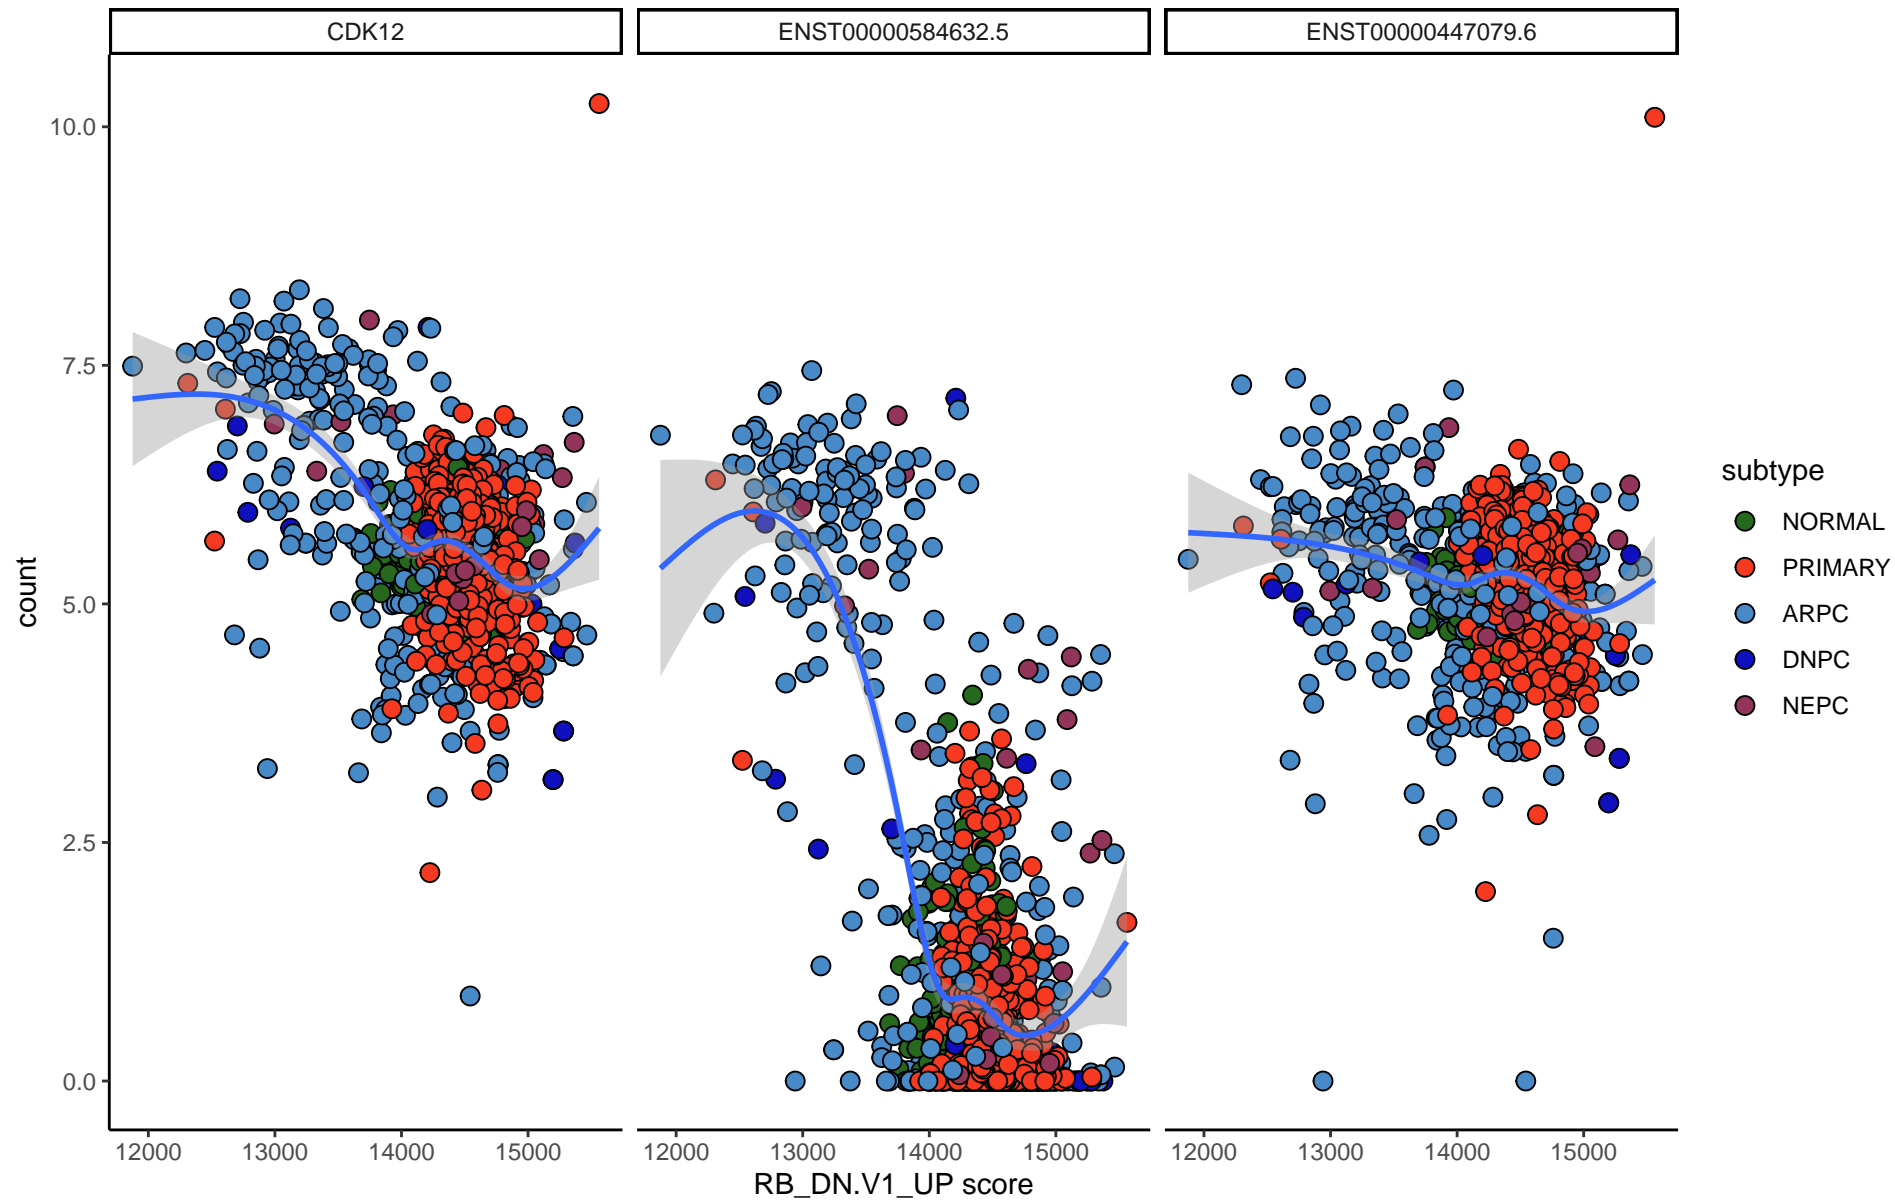 CDK12
ENST00000584632.5
ENST00000447079.6
count
10.0
7.5
5.0
2.5
0.0
12000 13000 14000 15000
12000 13000 14000 15000
12000 13000 14000 15000
RB_DN.V1_UP score
subtype
NORMAL
PRIMARY
ARPC
DNPC
NEPC